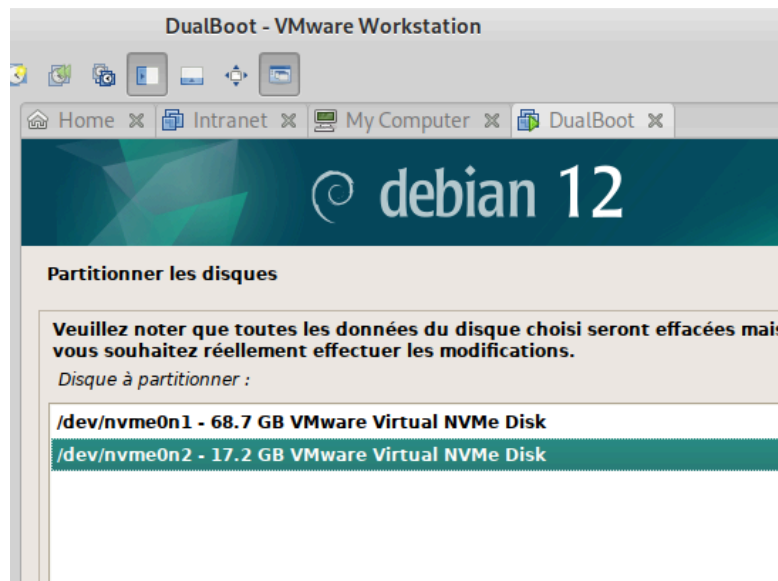 DualBoot - VMware Workstation
Home Intranet My Computer DualBoot
debian 12
Partitionner les disques
Veuillez noter que toutes les données du disque choisi seront effacées mais
vous souhaitez réellement effectuer les modifications.
Disque à partitionner :
/dev/nvme0n1 - 68.7 GB VMware Virtual NVMe Disk
/dev/nvme0n2 - 17.2 GB VMware Virtual NVMe Disk